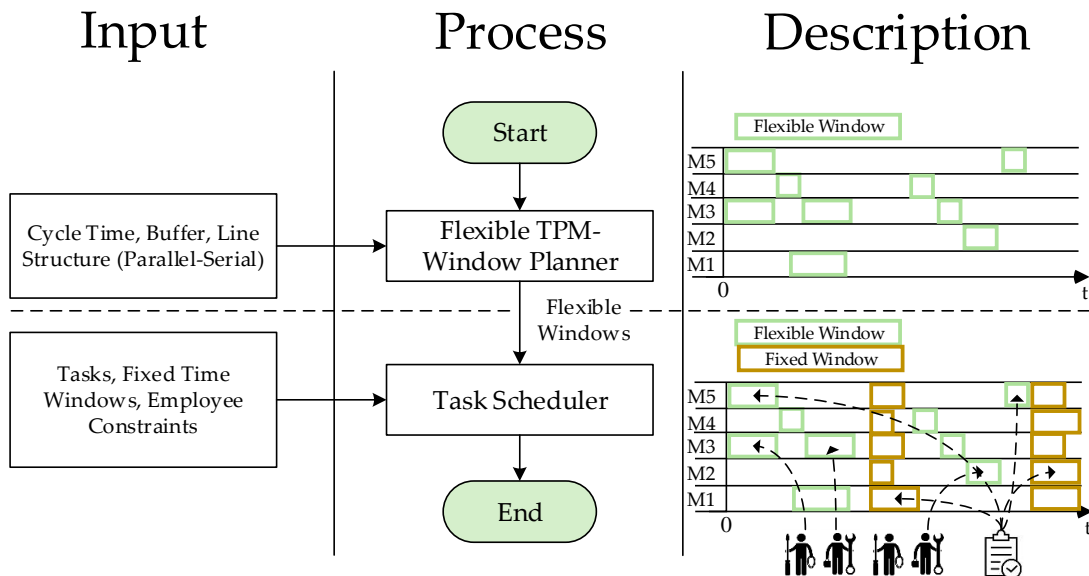 Input
Process
Description
Start
Cycle Time, Buffer, Line
Structure (Parallel-Serial)
Flexible TPM-
Window Planner
Flexible Window
M5
M4
M3
M2
M1
0
t
Flexible
Windows
Tasks, Fixed Time
Windows, Employee
Constraints
Task Scheduler
End
Flexible Window
Fixed Window
M5
M4
M3
M2
M1
0
t